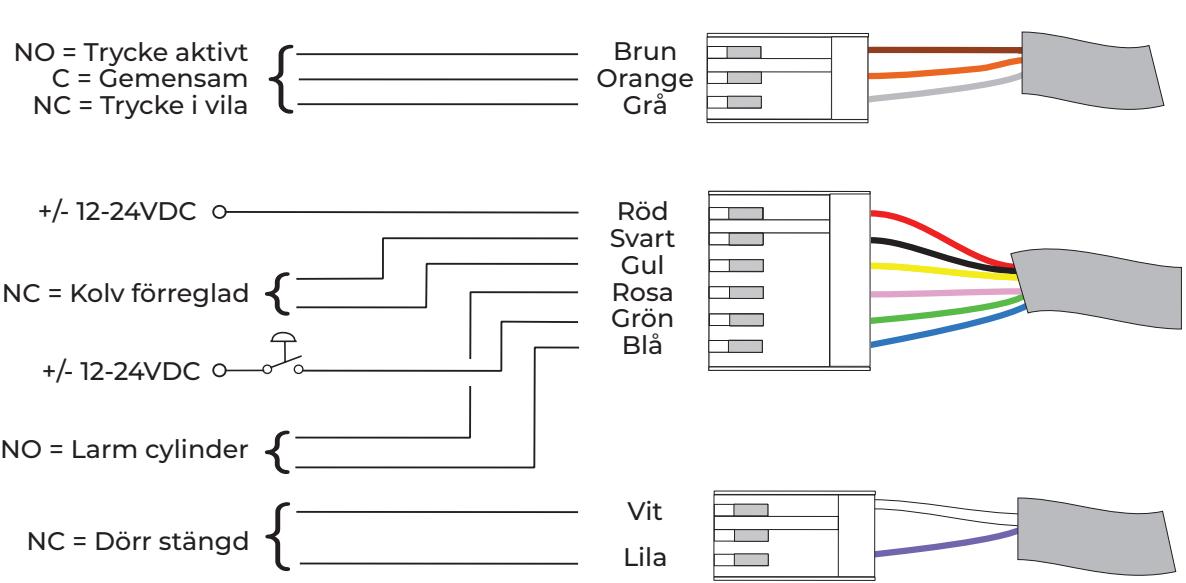 NO = Trycke aktivt
C = Gemensam
NC = Trycke i vila
Brun
Orange
Grå
+/- 12-24VDC
NC = Kolv förreglad
+/- 12-24VDC
NO = Larm cylinder
Röd
Svart
Gul
Rosa
Grön
Blå
NC = Dörr stängd
Vit
Lila